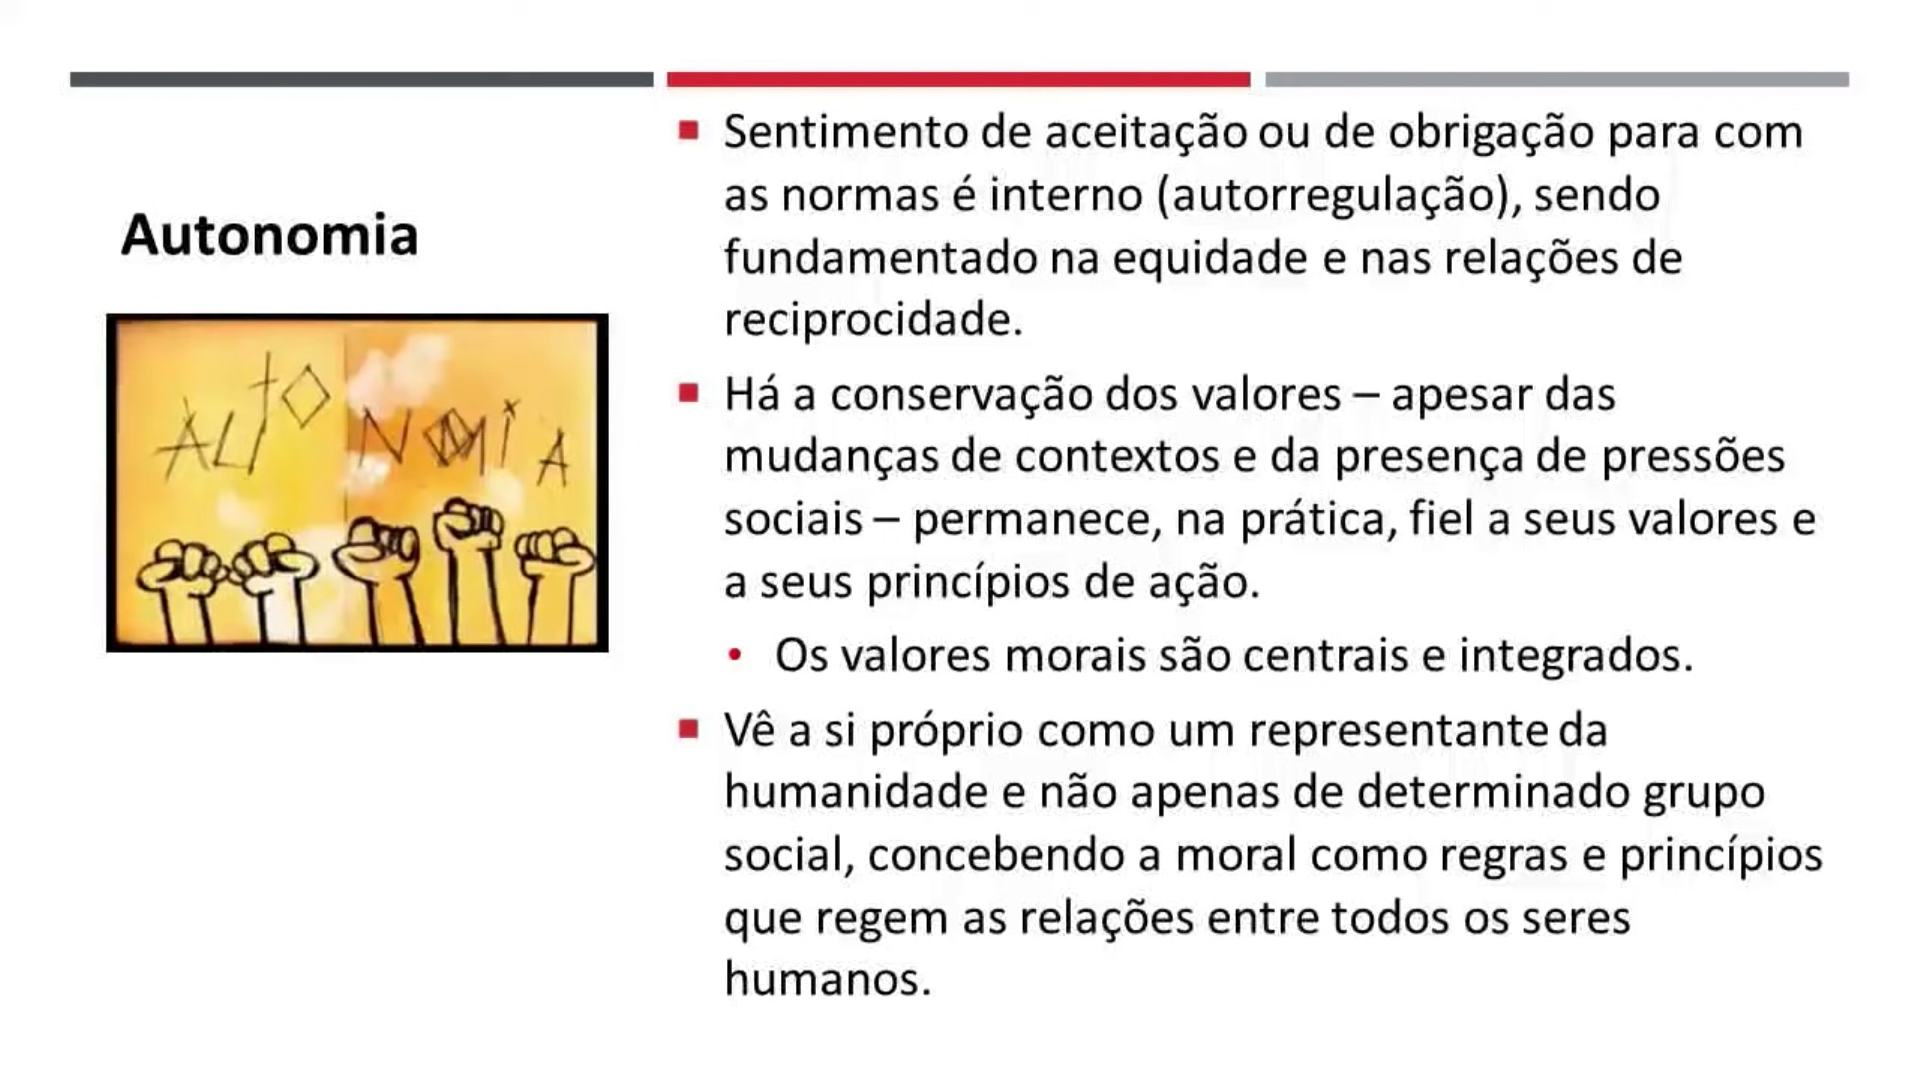 Autonomia
AUTONOMIA
Sentimento de aceitação ou de obrigação para com
as normas é interno (autorregulação), sendo
fundamentado na equidade e nas relações de
reciprocidade.
Há a conservação dos valores – apesar das
mudanças de contextos e da presença de pressões
sociais – permanece, na prática, fiel a seus valores e
a seus princípios de ação.
Os valores morais são centrais e integrados.
Vê a si próprio como um representante da
humanidade e não apenas de determinado grupo
social, concebendo a moral como regras e princípios
que regem as relações entre todos os seres
humanos.